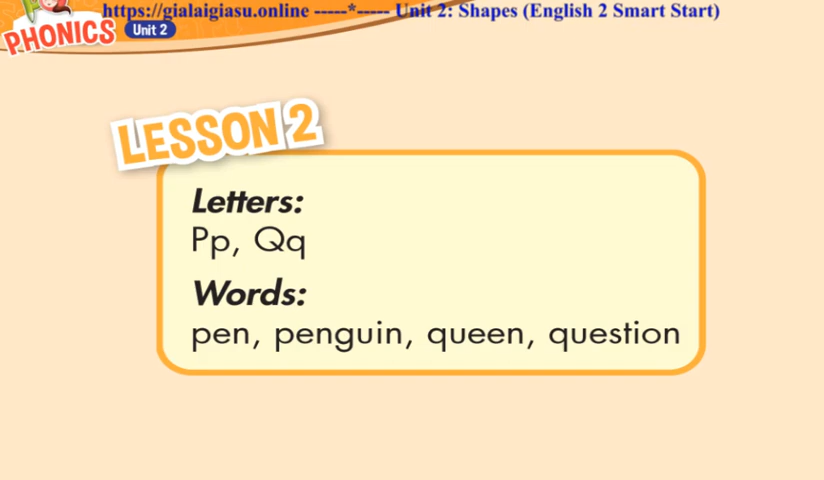 https://gialaigiasu.online -----*----- Unit 2: Shapes (English 2 Smart Start)
PHONICS Unit 2
LESSON 2
Letters:
Pp, Qq
Words:
pen, penguin, queen, question